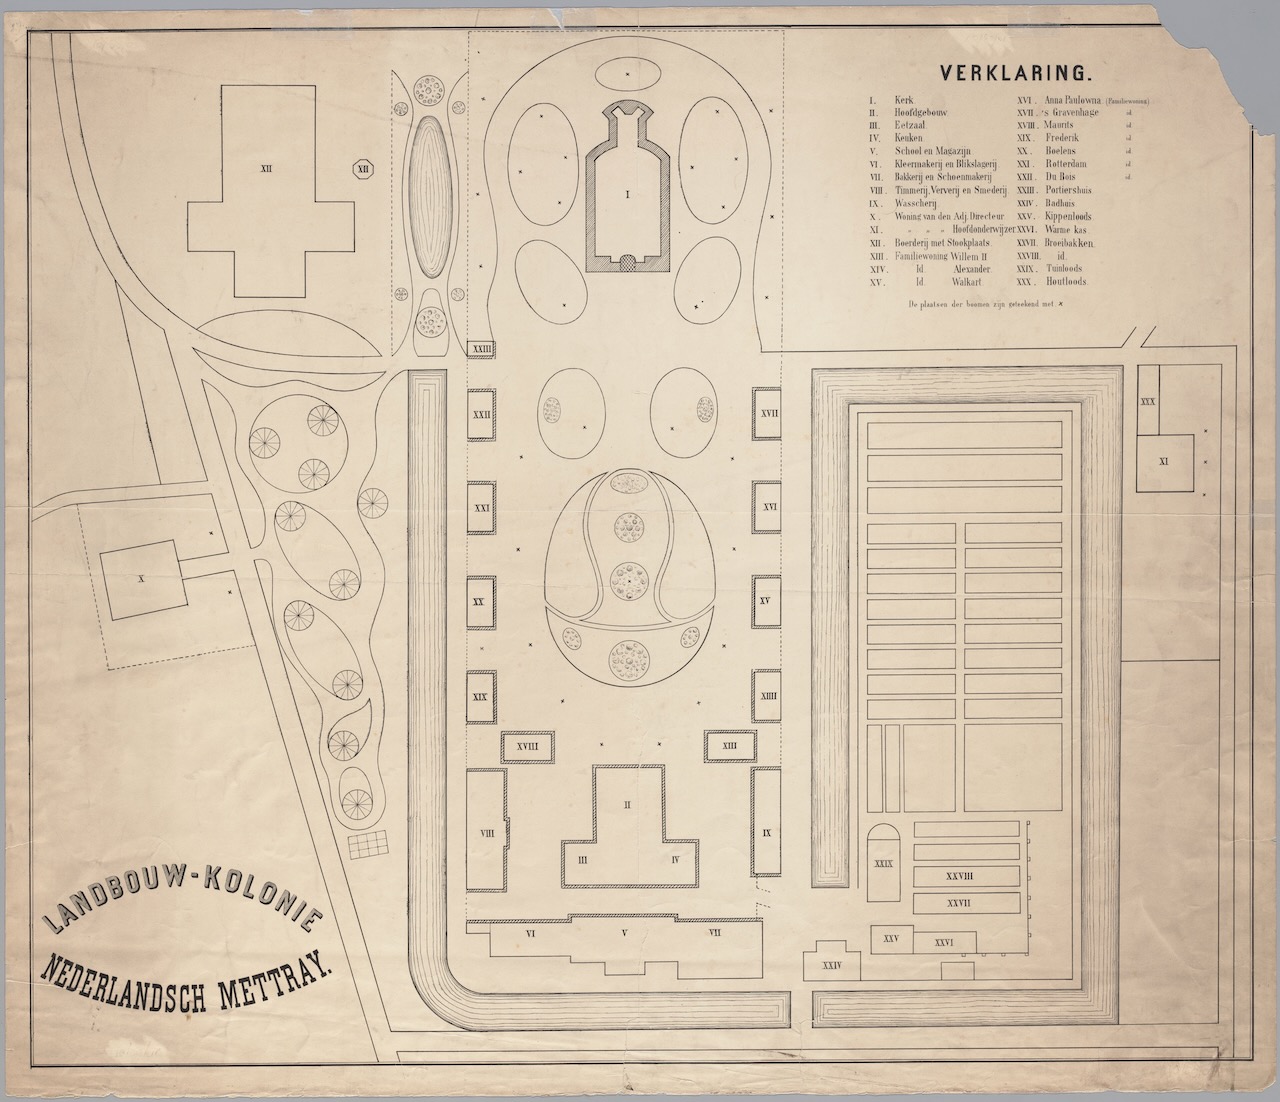 VERKLARING.
I. Kerk
II. Hoofdgebouw
III. Eetzaal
IV. Keuken
V. School en Magazijn
VI. Kleermakerij en Blikslagerij
VII. Bakkerij en Schoenmakerij
VIII. Timmerij, Ververij en Smederij
IX. Wasscherij
X. Woning van den Adj. Directeur
XI. " " " Hoofdonderwijzer
XII. Boerderij met Stookplaats
XIII. Familiewoning Willem II
XIV. Id. Alexander
XV. Id. Walkart
XVI. Anna Paulowna (Familiewoning)
XVII. 's Gravenhage id.
XVIII. Maurits id.
XIX. Frederik id.
XX. Boelens id.
XXI. Rotterdam id.
XXII. Du Bois id.
XXIII. Portiershuis
XXIV. Badhuis
XXV. Kippenloods
XXVI. Warme kas
XXVII. Broeibakken
XXVIII. id.
XXIX. Tuinloods
XXX. Houtloods
De plaatsen der boomen zijn geteekend met ×
XII
XII
I
XXIII
XXII
XVII
XXX
XI
XXI
XVI
X
XX
XV
XIX
XIIII
XVIII
XIII
VIII
II
IX
III
IV
XXIX
XXVIII
XXVII
VI
V
VII
XXV
XXVI
XXIV
LANDBOUW-KOLONIE
NEDERLANDSCH METTRAY.